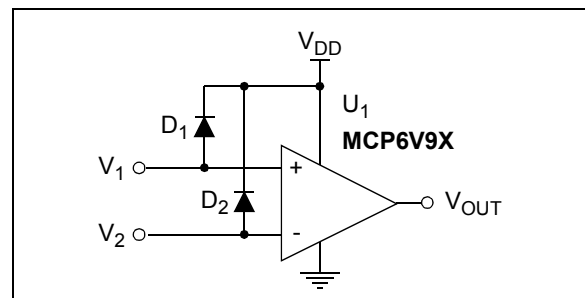 V_DD
U_1
D_1
MCP6V9X
V_1
+
D_2
V_OUT
V_2
-